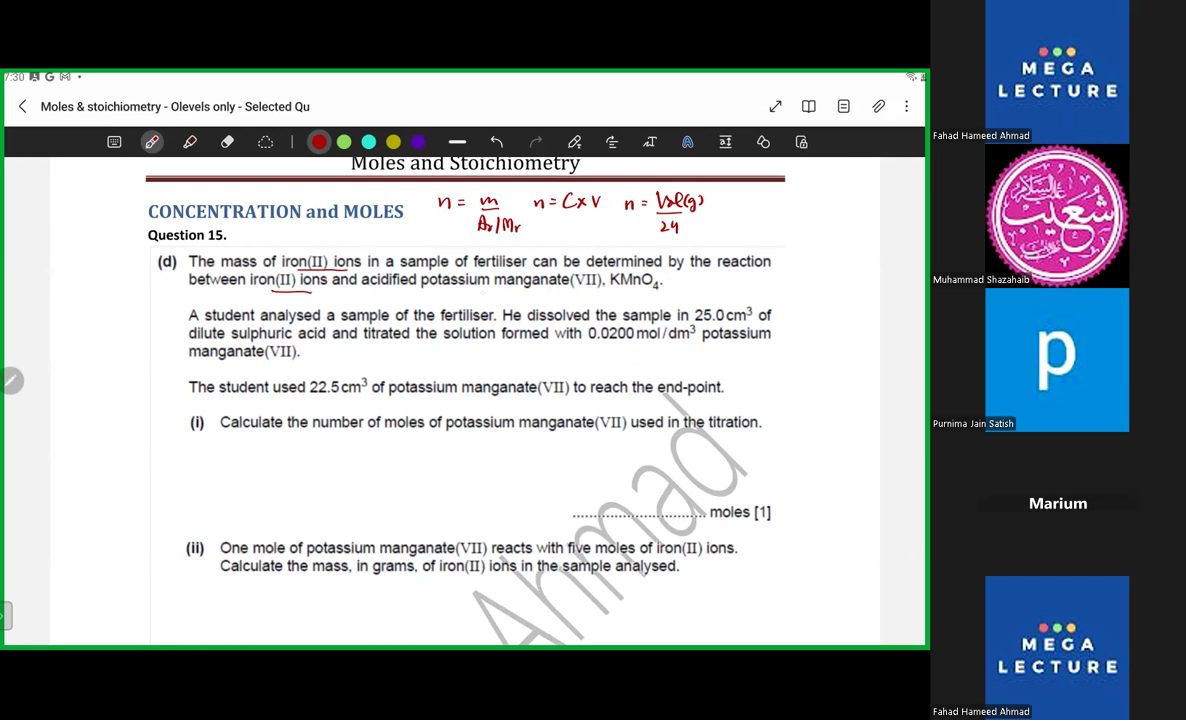 7:30
Moles & stoichiometry - Olevels only - Selected Qu
Moles and Stoichiometry
CONCENTRATION and MOLES
n = m / Ar/Mr n = C x V n = Vol(g) / 24
Question 15.
(d) The mass of iron(II) ions in a sample of fertiliser can be determined by the reaction
between iron(II) ions and acidified potassium manganate(VII), KMnO₄.
A student analysed a sample of the fertiliser. He dissolved the sample in 25.0 cm³ of
dilute sulphuric acid and titrated the solution formed with 0.0200 mol/dm³ potassium
manganate(VII).
The student used 22.5 cm³ of potassium manganate(VII) to reach the end-point.
(i) Calculate the number of moles of potassium manganate(VII) used in the titration.
.................................. moles [1]
(ii) One mole of potassium manganate(VII) reacts with five moles of iron(II) ions.
Calculate the mass, in grams, of iron(II) ions in the sample analysed.
Ahmad
MEGA
LECTURE
Fahad Hameed Ahmad
شعيب
عليه السلام
Muhammad Shazahaib
p
Purnima Jain Satish
Marium
MEGA
LECTURE
Fahad Hameed Ahmad